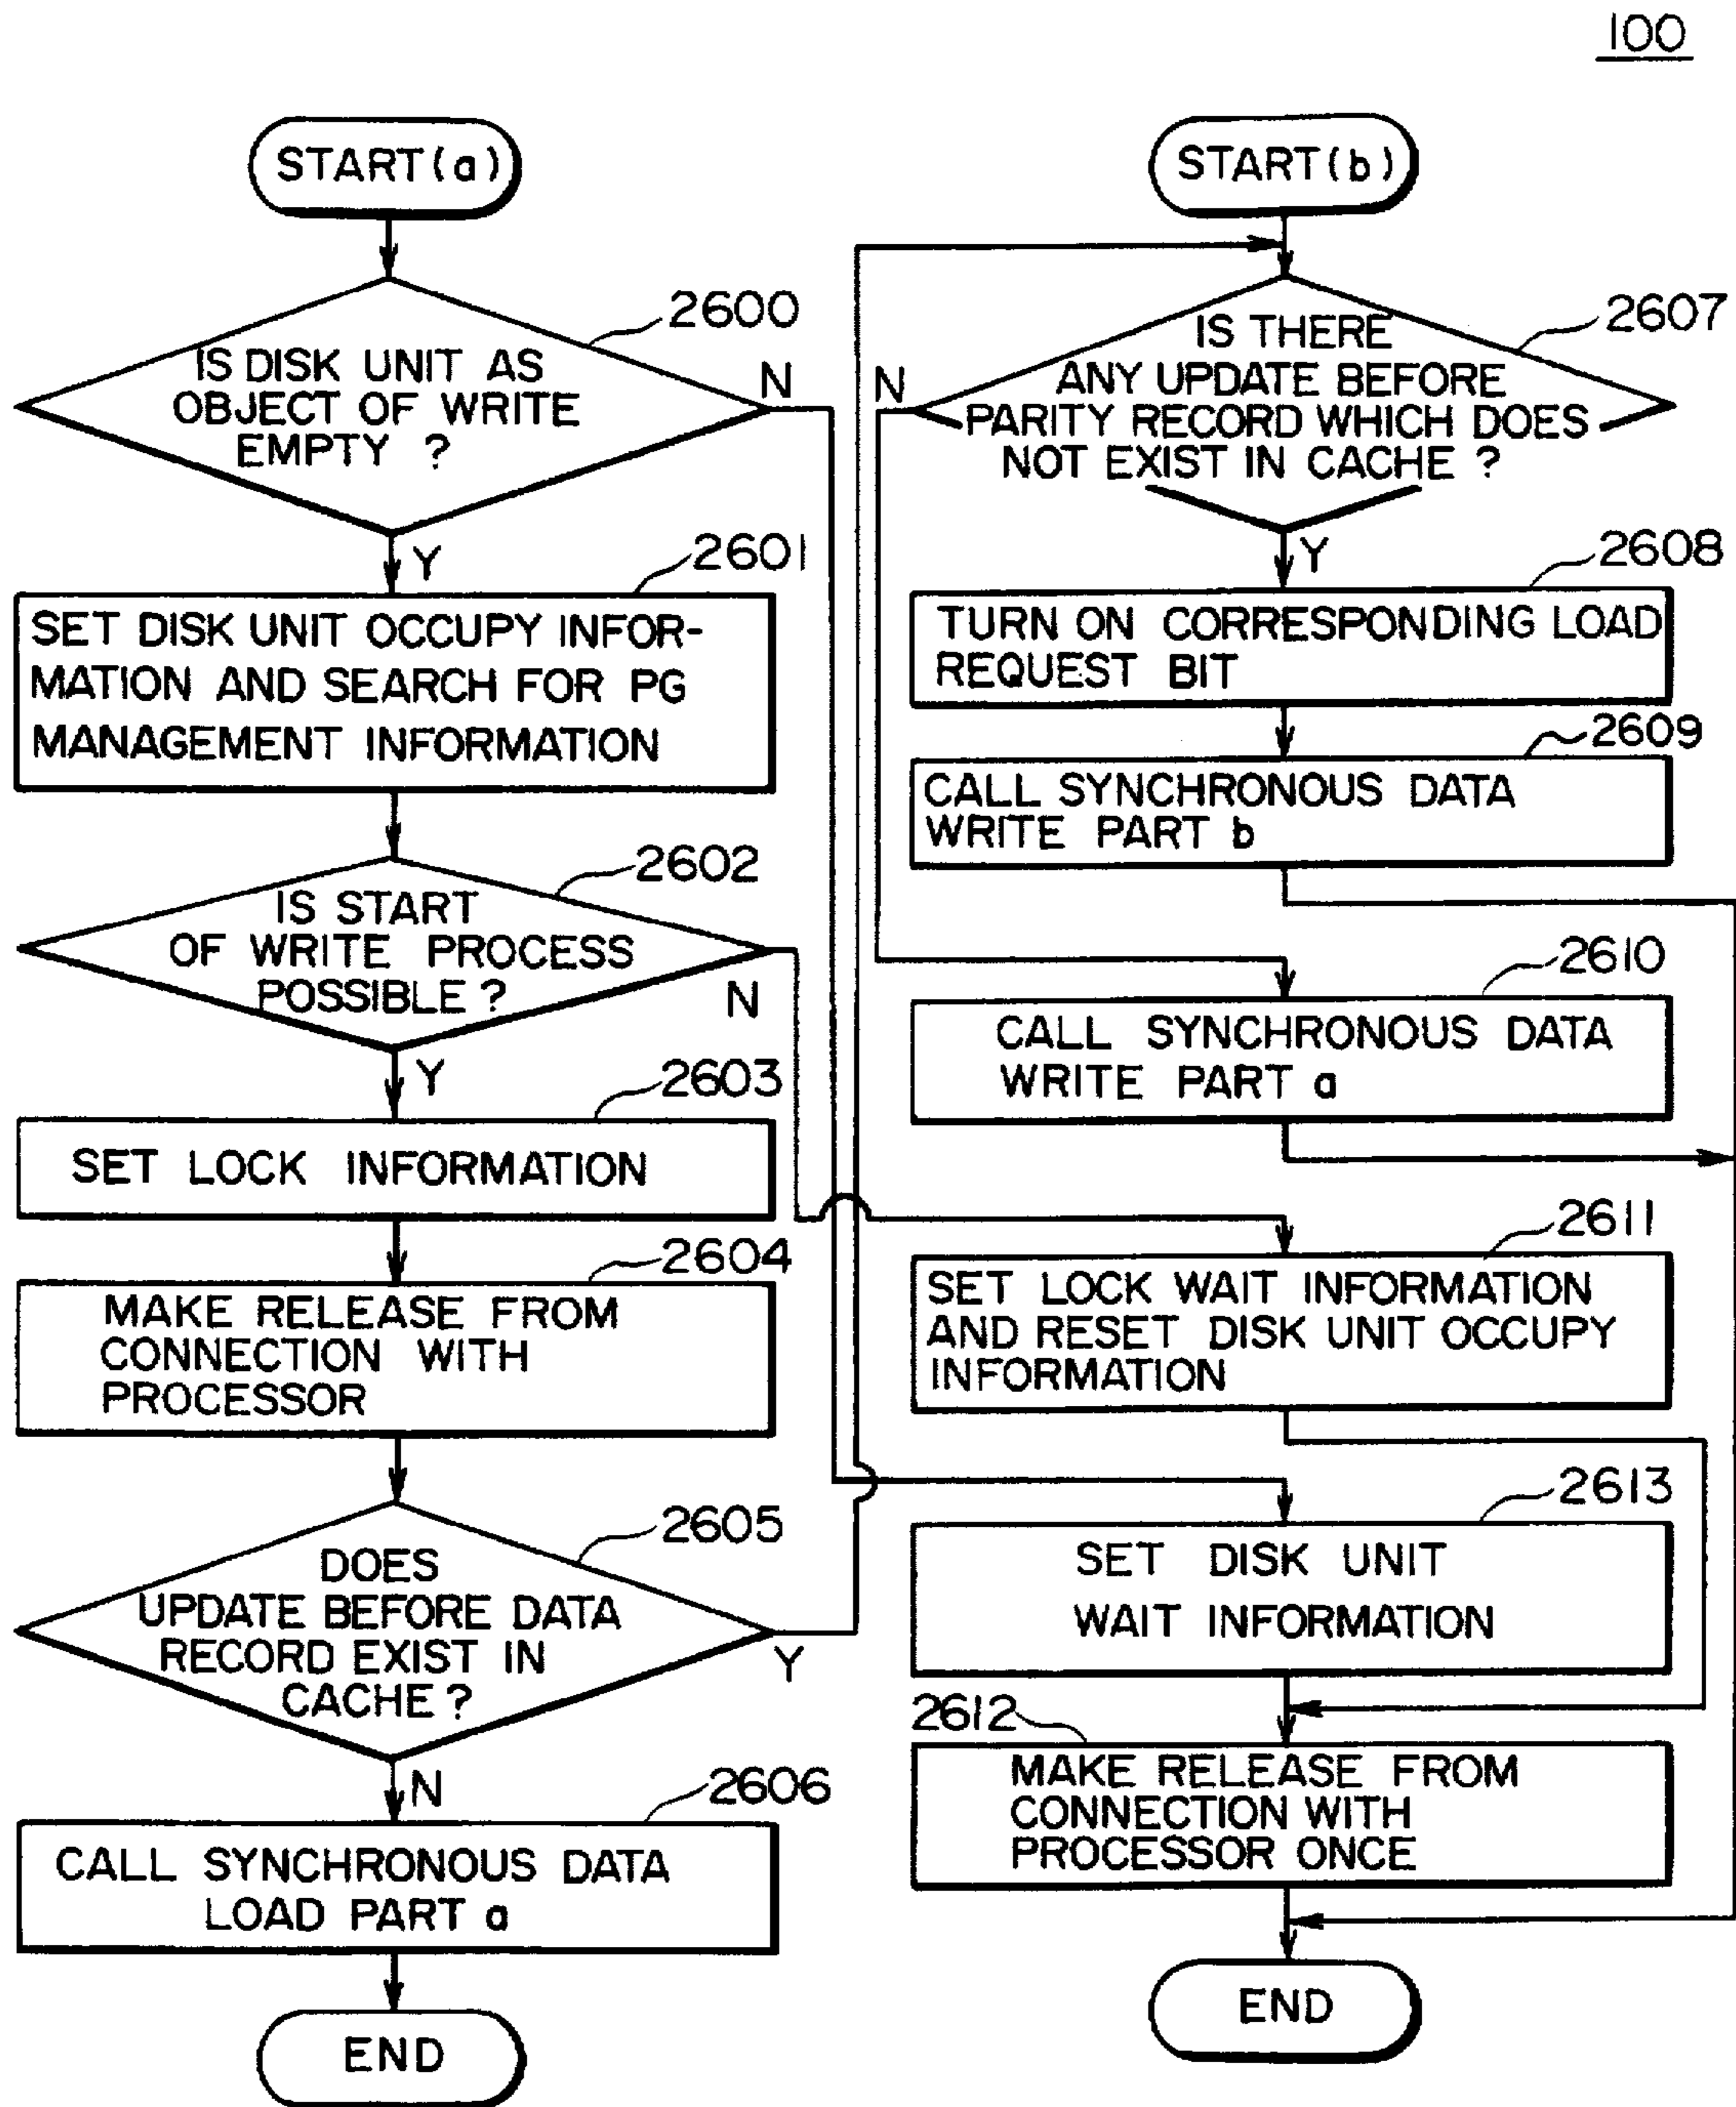 100
START(a)
2600
IS DISK UNIT AS
OBJECT OF WRITE
EMPTY ?
N
Y
2601
SET DISK UNIT OCCUPY INFOR-
MATION AND SEARCH FOR PG
MANAGEMENT INFORMATION
2602
IS START
OF WRITE PROCESS
POSSIBLE ?
N
Y
2603
SET LOCK INFORMATION
2604
MAKE RELEASE FROM
CONNECTION WITH
PROCESSOR
2605
DOES
UPDATE BEFORE DATA
RECORD EXIST IN
CACHE ?
Y
N
2606
CALL SYNCHRONOUS DATA
LOAD PART a
END
START(b)
2607
IS THERE
ANY UPDATE BEFORE
PARITY RECORD WHICH DOES
NOT EXIST IN CACHE ?
N
Y
2608
TURN ON CORRESPONDING LOAD
REQUEST BIT
2609
CALL SYNCHRONOUS DATA
WRITE PART b
2610
CALL SYNCHRONOUS DATA
WRITE PART a
2611
SET LOCK WAIT INFORMATION
AND RESET DISK UNIT OCCUPY
INFORMATION
2613
SET DISK UNIT
WAIT INFORMATION
2612
MAKE RELEASE FROM
CONNECTION WITH
PROCESSOR ONCE
END